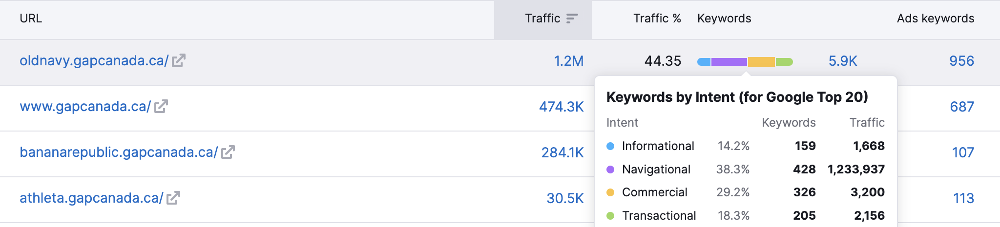 URL Traffic Traffic % Keywords Ads keywords
oldnavy.gapcanada.ca/ 1.2M 44.35 5.9K 956
www.gapcanada.ca/ 474.3K 687
bananarepublic.gapcanada.ca/ 284.1K 107
athleta.gapcanada.ca/ 30.5K 113
Keywords by Intent (for Google Top 20)
Intent Keywords Traffic
Informational 14.2% 159 1,668
Navigational 38.3% 428 1,233,937
Commercial 29.2% 326 3,200
Transactional 18.3% 205 2,156